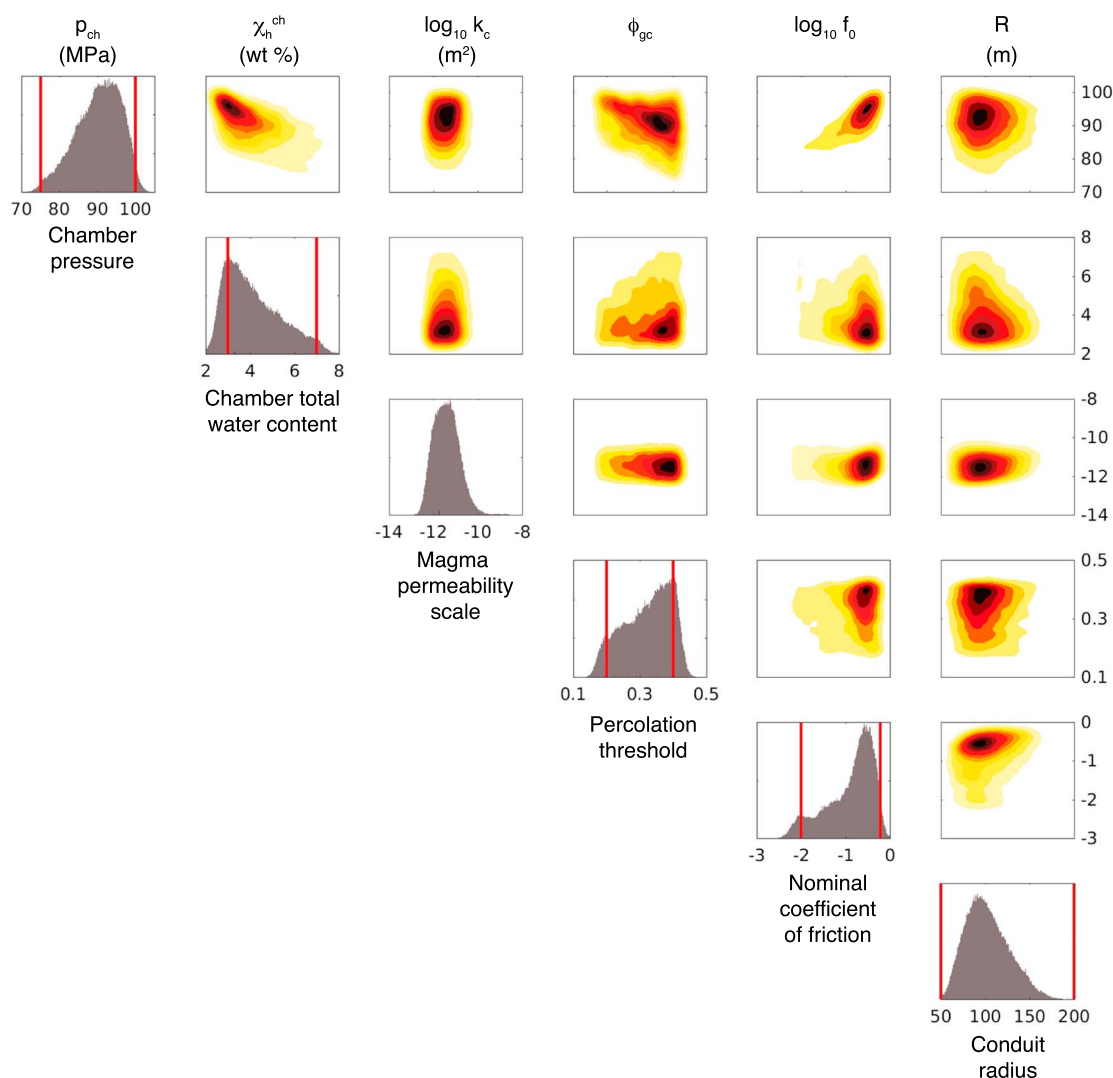 p_ch χ_h^ch log₁₀ k_c ϕ_gc log₁₀ f₀ R
(MPa) (wt %) (m²) (m)
100
90
80
70
70 80 90 100
Chamber
pressure
8
6
4
2
2 4 6 8
Chamber total
water content
-8
-10
-12
-14
-14 -12 -10 -8
Magma
permeability
scale
0.5
0.3
0.1
0.1 0.3 0.5
Percolation
threshold
0
-1
-2
-3
-3 -2 -1 0
Nominal
coefficient
of friction
50 100 150 200
Conduit
radius